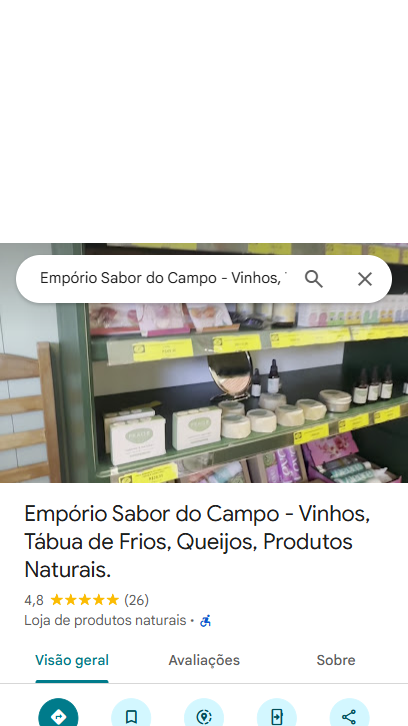 Empório Sabor do Campo - Vinhos,
Empório Sabor do Campo - Vinhos,
Tábua de Frios, Queijos, Produtos
Naturais.
4,8 (26)
Loja de produtos naturais ·
Visão geral Avaliações Sobre